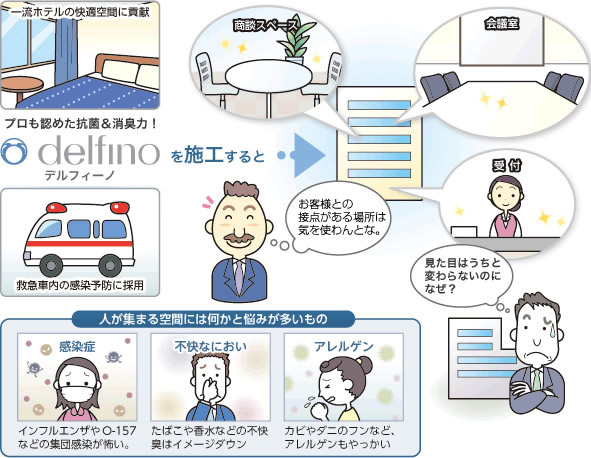 一流ホテルの快適空間に貢献
プロも認めた抗菌&消臭力!
delfino
デルフィーノ
を施工すると
救急車内の感染予防に採用
商談スペース
会議室
受付
お客様との
接点がある場所は
気を使わんとな。
見た目はうちと
変わらないのに
なぜ?
人が集まる空間には何かと悩みが多いもの
感染症
インフルエンザや O-157
などの集団感染が怖い。
不快なにおい
たばこや香水などの不快
臭はイメージダウン
アレルゲン
カビやダニのフンなど、
アレルゲンもやっかい